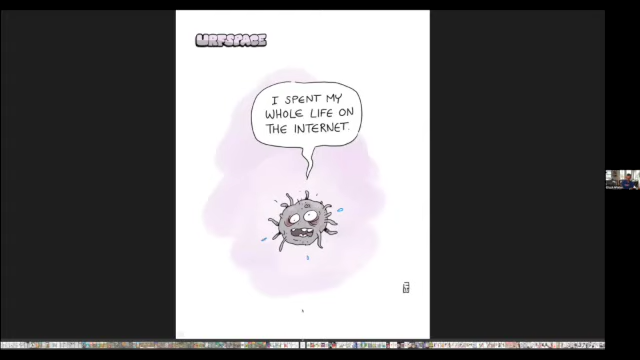 URFSPACE
I SPENT MY
WHOLE LIFE ON
THE INTERNET.